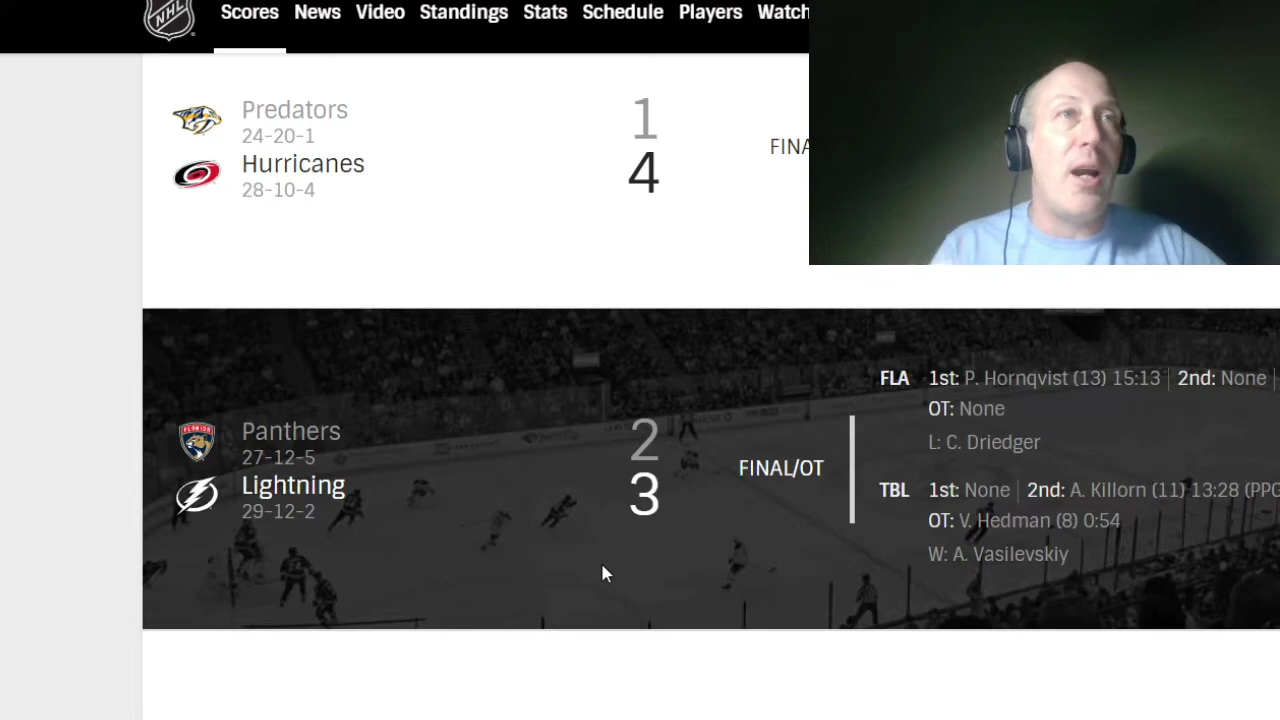 NHL
Scores News Video Standings Stats Schedule Players Watch
Predators 1
24-20-1
FINA
Hurricanes 4
28-10-4
FLA 1st: P. Hornqvist (13) 15:13 | 2nd: None |
OT: None
L: C. Driedger
Panthers 2
27-12-5
FINAL/OT
Lightning 3
29-12-2
TBL 1st: None | 2nd: A. Killorn (11) 13:28 (PPG
OT: V. Hedman (8) 0:54
W: A. Vasilevskiy